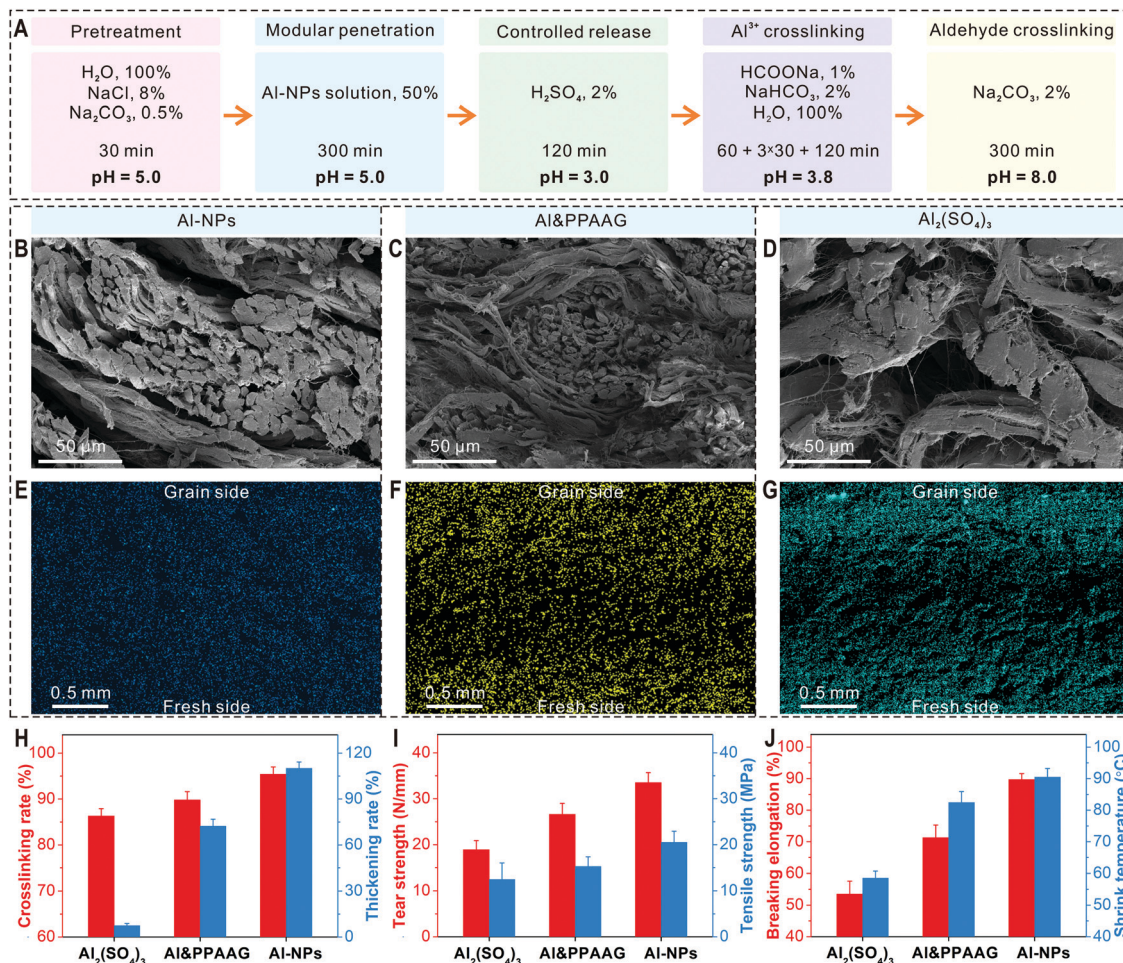 A
Pretreatment
H₂O, 100%
NaCl, 8%
Na₂CO₃, 0.5%
30 min
pH = 5.0
Modular penetration
Al-NPs solution, 50%
300 min
pH = 5.0
Controlled release
H₂SO₄, 2%
120 min
pH = 3.0
Al³⁺ crosslinking
HCOONa, 1%
NaHCO₃, 2%
H₂O, 100%
60 + 3×30 + 120 min
pH = 3.8
Aldehyde crosslinking
Na₂CO₃, 2%
300 min
pH = 8.0
Al-NPs
Al&PPAAG
Al₂(SO₄)₃
B
50 μm
C
50 μm
D
50 μm
E
Grain side
0.5 mm
Fresh side
F
Grain side
0.5 mm
Fresh side
G
Grain side
0.5 mm
Fresh side
H
Crosslinking rate (%)
100
90
80
70
60
Thickening rate (%)
120
90
60
30
0
Al₂(SO₄)₃
Al&PPAAG
Al-NPs
I
Tear strength (N/mm)
40
30
20
10
0
Tensile strength (MPa)
40
30
20
10
0
Al₂(SO₄)₃
Al&PPAAG
Al-NPs
J
Breaking elongation (%)
100
90
80
70
60
50
40
Shrink temperature (°C)
100
90
80
70
60
50
40
Al₂(SO₄)₃
Al&PPAAG
Al-NPs